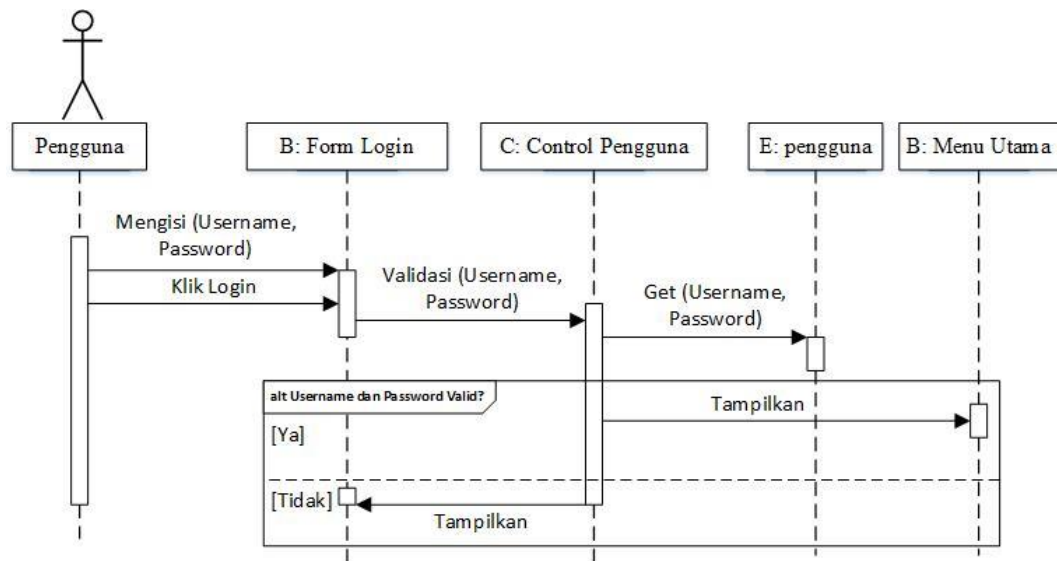 Pengguna
B: Form Login
C: Control Pengguna
E: pengguna
B: Menu Utama
Mengisi (Username,
Password)
Klik Login
Validasi (Username,
Password)
Get (Username,
Password)
alt Username dan Password Valid?
Tampilkan
[Ya]
[Tidak]
Tampilkan